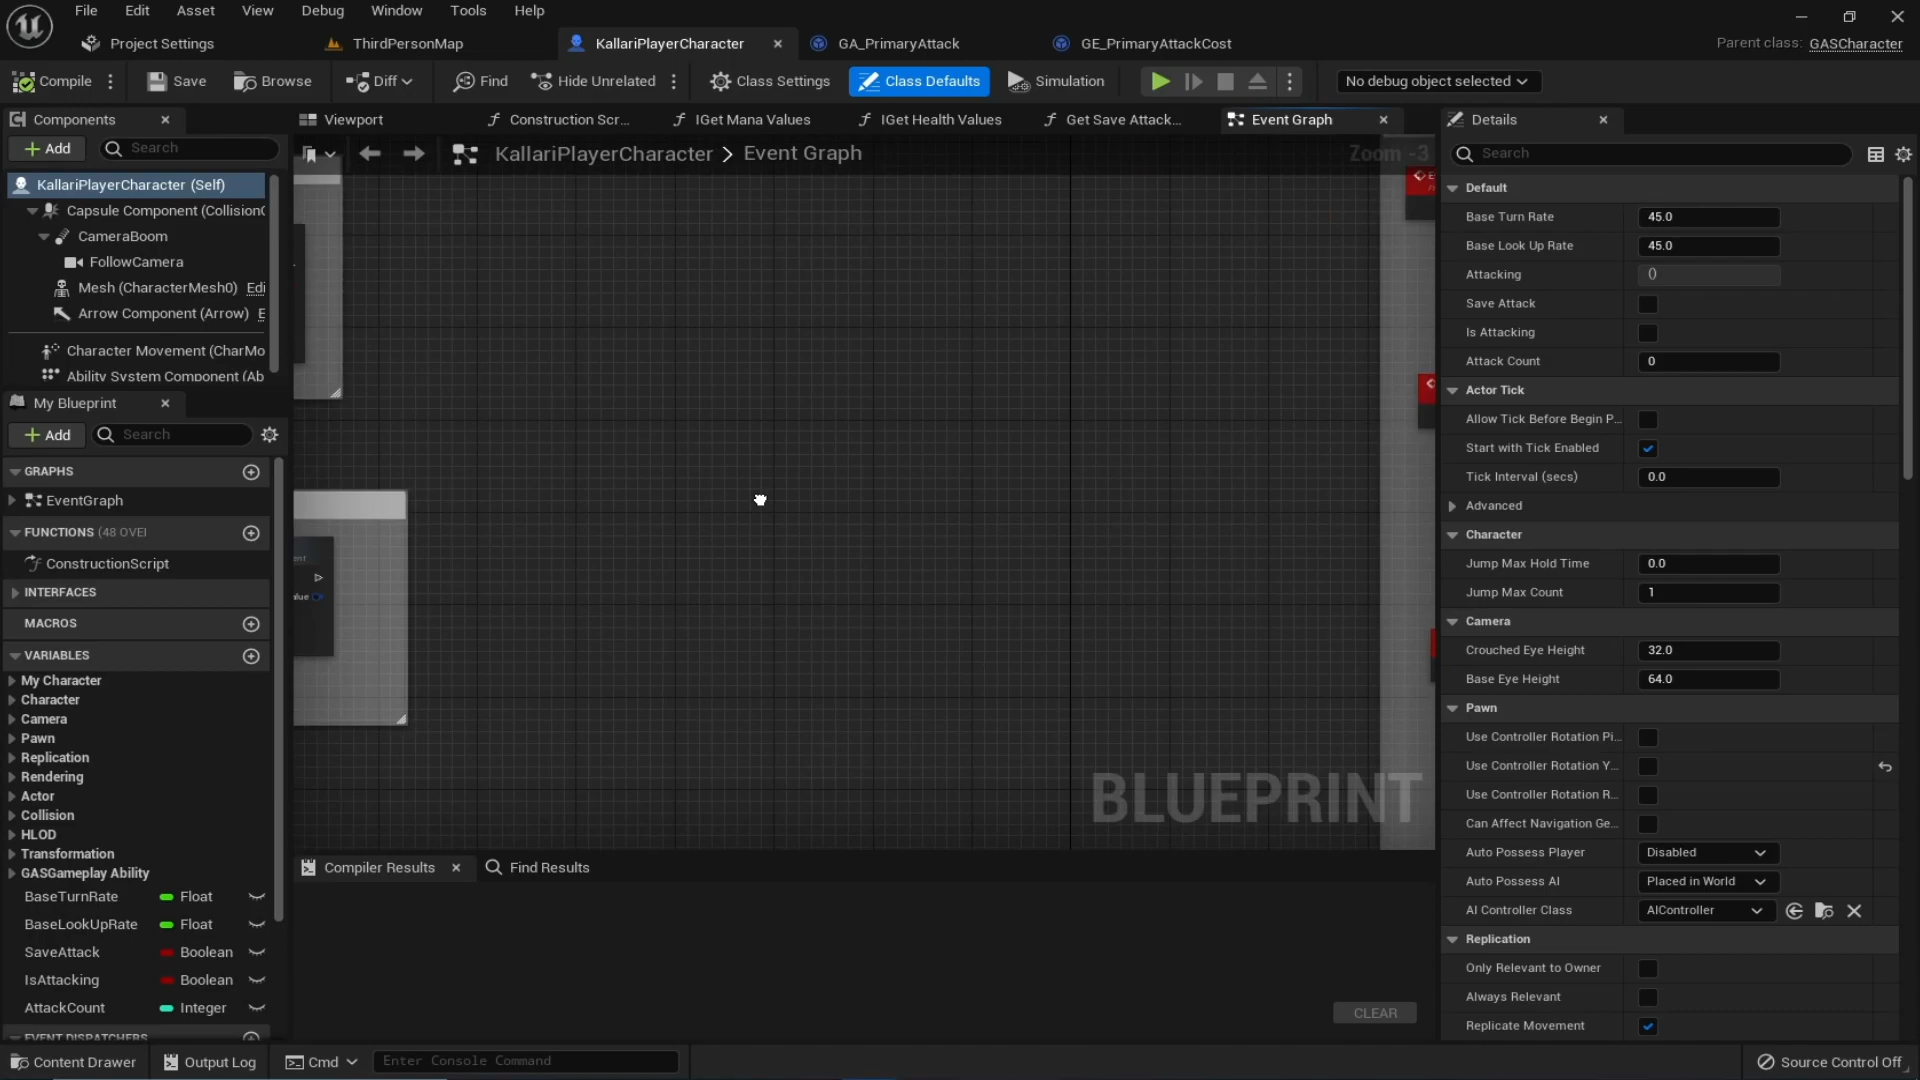 File Edit Asset View Debug Window Tools Help
Project Settings ThirdPersonMap KallariPlayerCharacter GA_PrimaryAttack GE_PrimaryAttackCost Parent class: GASCharacter
Compile Save Browse Diff Find Hide Unrelated Class Settings Class Defaults Simulation No debug object selected
Components Viewport Construction Scr... IGet Mana Values IGet Health Values Get Save Attack... Event Graph Details
Add Search KallariPlayerCharacter > Event Graph Zoom -3 Search
KallariPlayerCharacter (Self)
Capsule Component (Collision
CameraBoom
FollowCamera
Mesh (CharacterMesh0) Edi
Arrow Component (Arrow) E
Character Movement (CharMo
Ability System Component (Ab
My Blueprint
Add Search
GRAPHS
EventGraph
FUNCTIONS (48 OVEI
ConstructionScript
INTERFACES
MACROS
VARIABLES
My Character
Character
Camera
Pawn
Replication
Rendering
Actor
Collision
HLOD
Transformation
GASGameplay Ability
BaseTurnRate Float
BaseLookUpRate Float
SaveAttack Boolean
IsAttacking Boolean
AttackCount Integer
EVENT DISPATCHERS
BLUEPRINT
Compiler Results Find Results
CLEAR
Default
Base Turn Rate 45.0
Base Look Up Rate 45.0
Attacking ()
Save Attack
Is Attacking
Attack Count 0
Actor Tick
Allow Tick Before Begin P...
Start with Tick Enabled
Tick Interval (secs) 0.0
Advanced
Character
Jump Max Hold Time 0.0
Jump Max Count 1
Camera
Crouched Eye Height 32.0
Base Eye Height 64.0
Pawn
Use Controller Rotation Pi...
Use Controller Rotation Y...
Use Controller Rotation R...
Can Affect Navigation Ge...
Auto Possess Player Disabled
Auto Possess AI Placed in World
AI Controller Class AIController
Replication
Only Relevant to Owner
Always Relevant
Replicate Movement
Content Drawer Output Log Cmd Enter Console Command Source Control Off